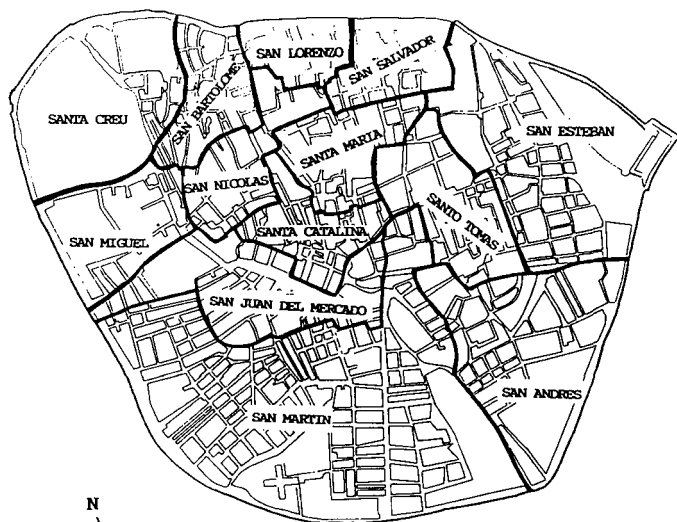 SAN LORENZO
SAN SALVADOR
SANTA CREU
SAN BARTOLOME
SAN ESTEBAN
SANTA MARIA
SAN NICOLAS
SANTO TOMAS
SAN MIGUEL
SANTA CATALINA
SAN JUAN DEL MERCADO
SAN ANDRES
SAN MARTIN
N